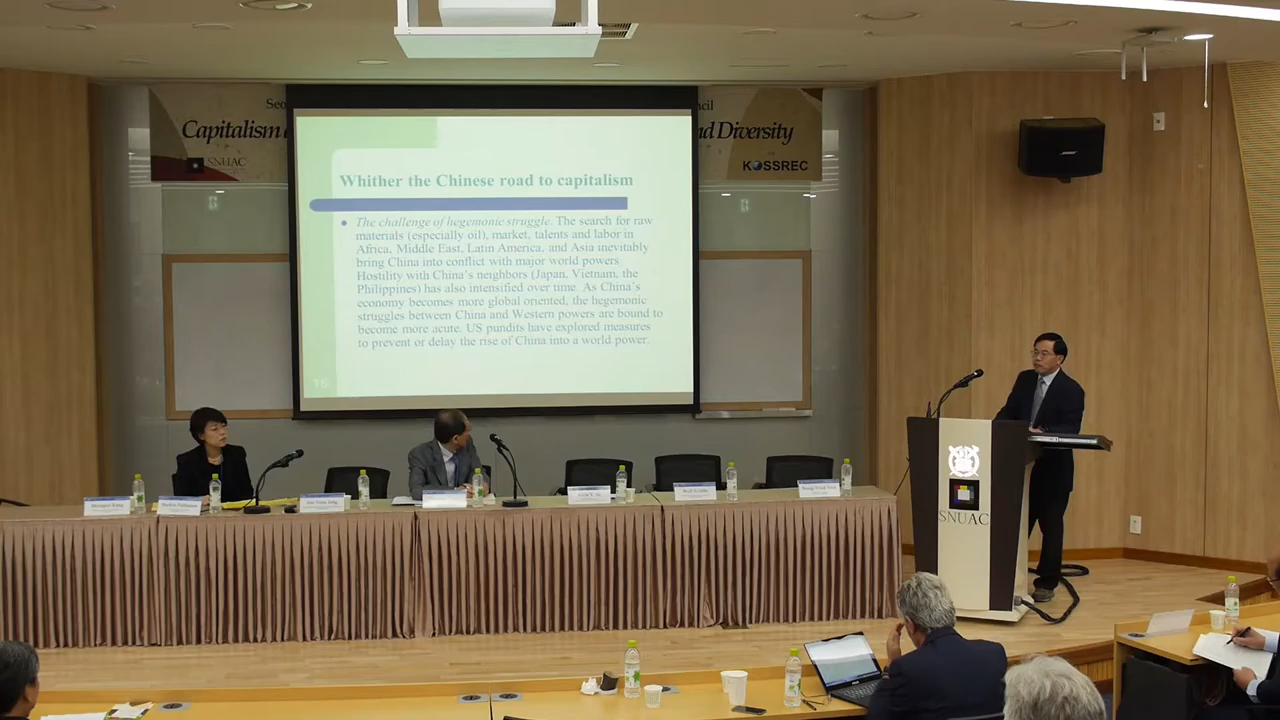 Seo
cil
Capitalism
nd Diversity
SNUAC
KOSSREC
Whither the Chinese road to capitalism
The challenge of hegemonic struggle. The search for raw
materials (especially oil), market, talents and labor in
Africa, Middle East, Latin America, and Asia inevitably
bring China into conflict with major world powers
Hostility with China's neighbors (Japan, Vietnam, the
Philippines) has also intensified over time. As China's
economy becomes more global oriented, the hegemonic
struggles between China and Western powers are bound to
become more acute. US pundits have explored measures
to prevent or delay the rise of China into a world power.
SNUAC